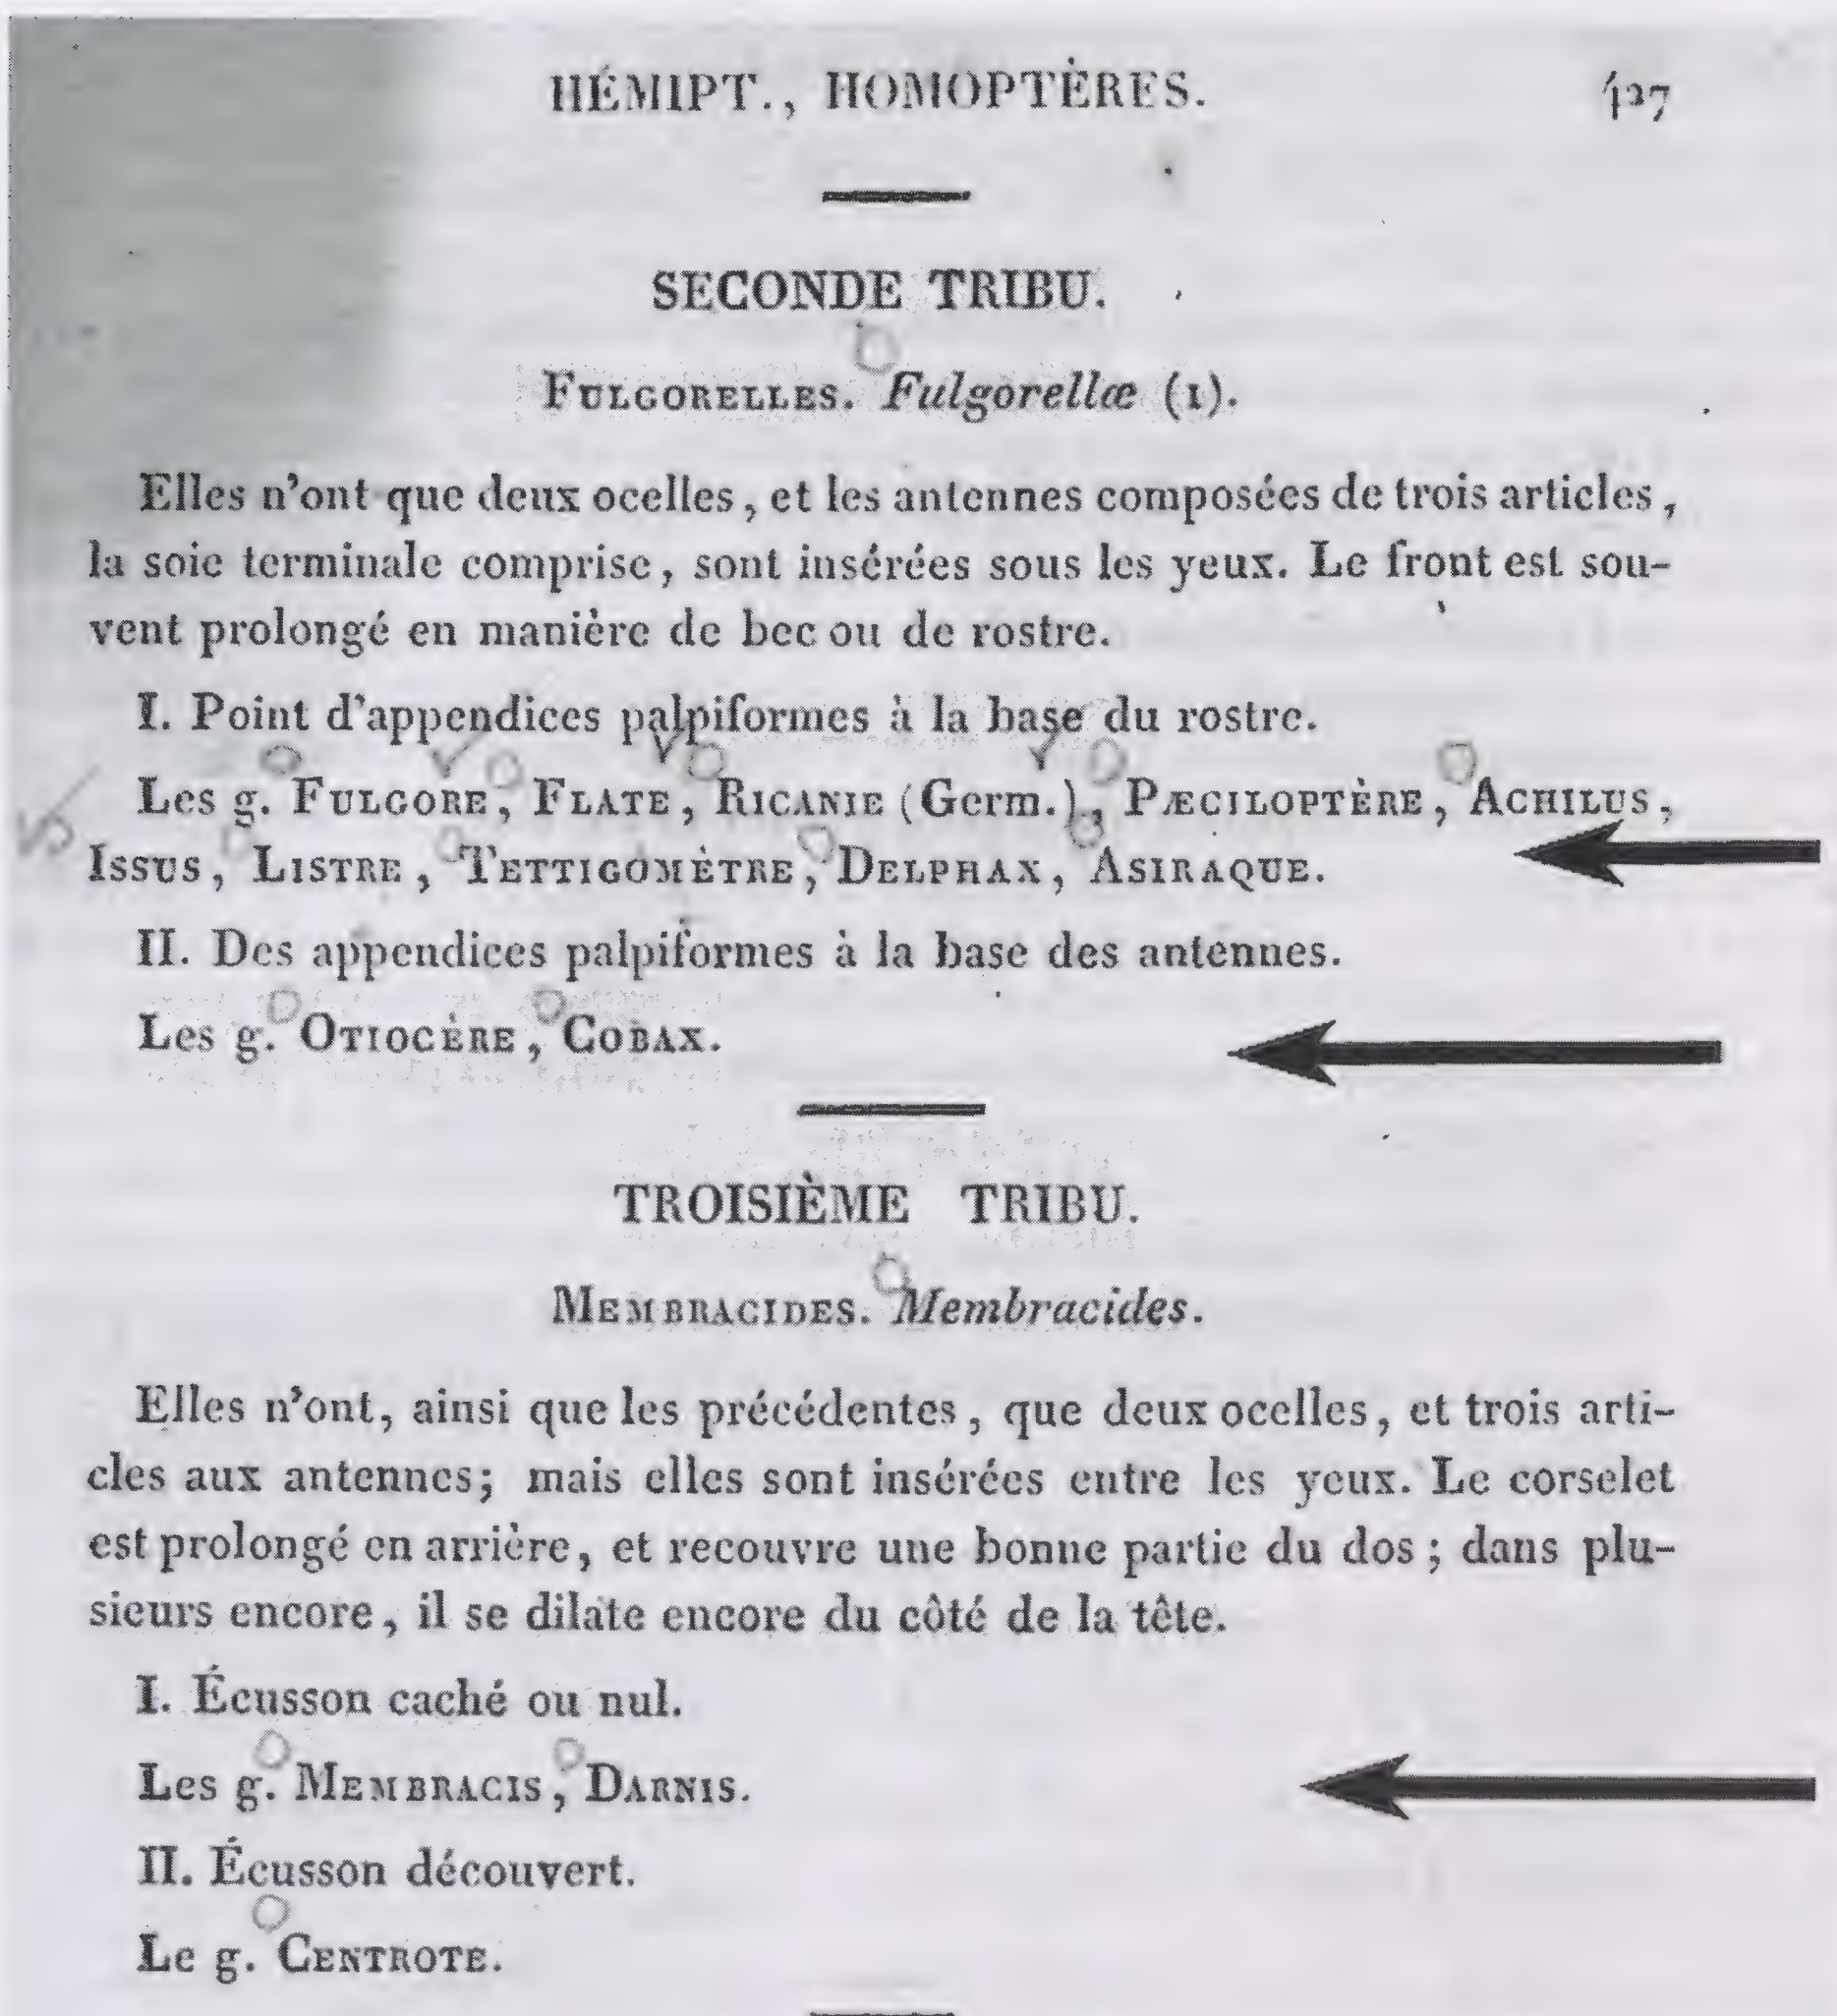 HÉMIPT., HOMOPTÈRES. 427
SECONDE TRIBU.
FULGORELLES. Fulgorellæ (1).
Elles n'ont que deux ocelles, et les antennes composées de trois articles,
la soie terminale comprise, sont insérées sous les yeux. Le front est sou-
vent prolongé en manière de bec ou de rostre.
I. Point d'appendices palpiformes à la base du rostre.
Les g. FULGORE, FLATE, RICANIE (Germ.), PÆCILOPTÈRE, ACHILUS,
ISSUS, LISTRE, TETTIGOMÈTRE, DELPHAX, ASIRAQUE.
II. Des appendices palpiformes à la base des antennes.
Les g. OTIOCÈRE, COBAX.
TROISIÈME TRIBU.
MEMBRACIDES. Membracides.
Elles n'ont, ainsi que les précédentes, que deux ocelles, et trois arti-
cles aux antennes; mais elles sont insérées entre les yeux. Le corselet
est prolongé en arrière, et recouvre une bonne partie du dos; dans plu-
sieurs encore, il se dilate encore du côté de la tête.
I. Écusson caché ou nul.
Les g. MEMBRACIS, DARNIS.
II. Écusson découvert.
Le g. CENTROTE.